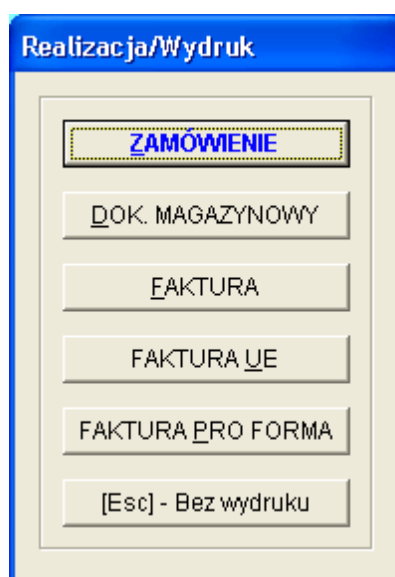 Realizacja/Wydruk
ZAMÓWIENIE
DOK. MAGAZYNOWY
FAKTURA
FAKTURA UE
FAKTURA PRO FORMA
[Esc] - Bez wydruku